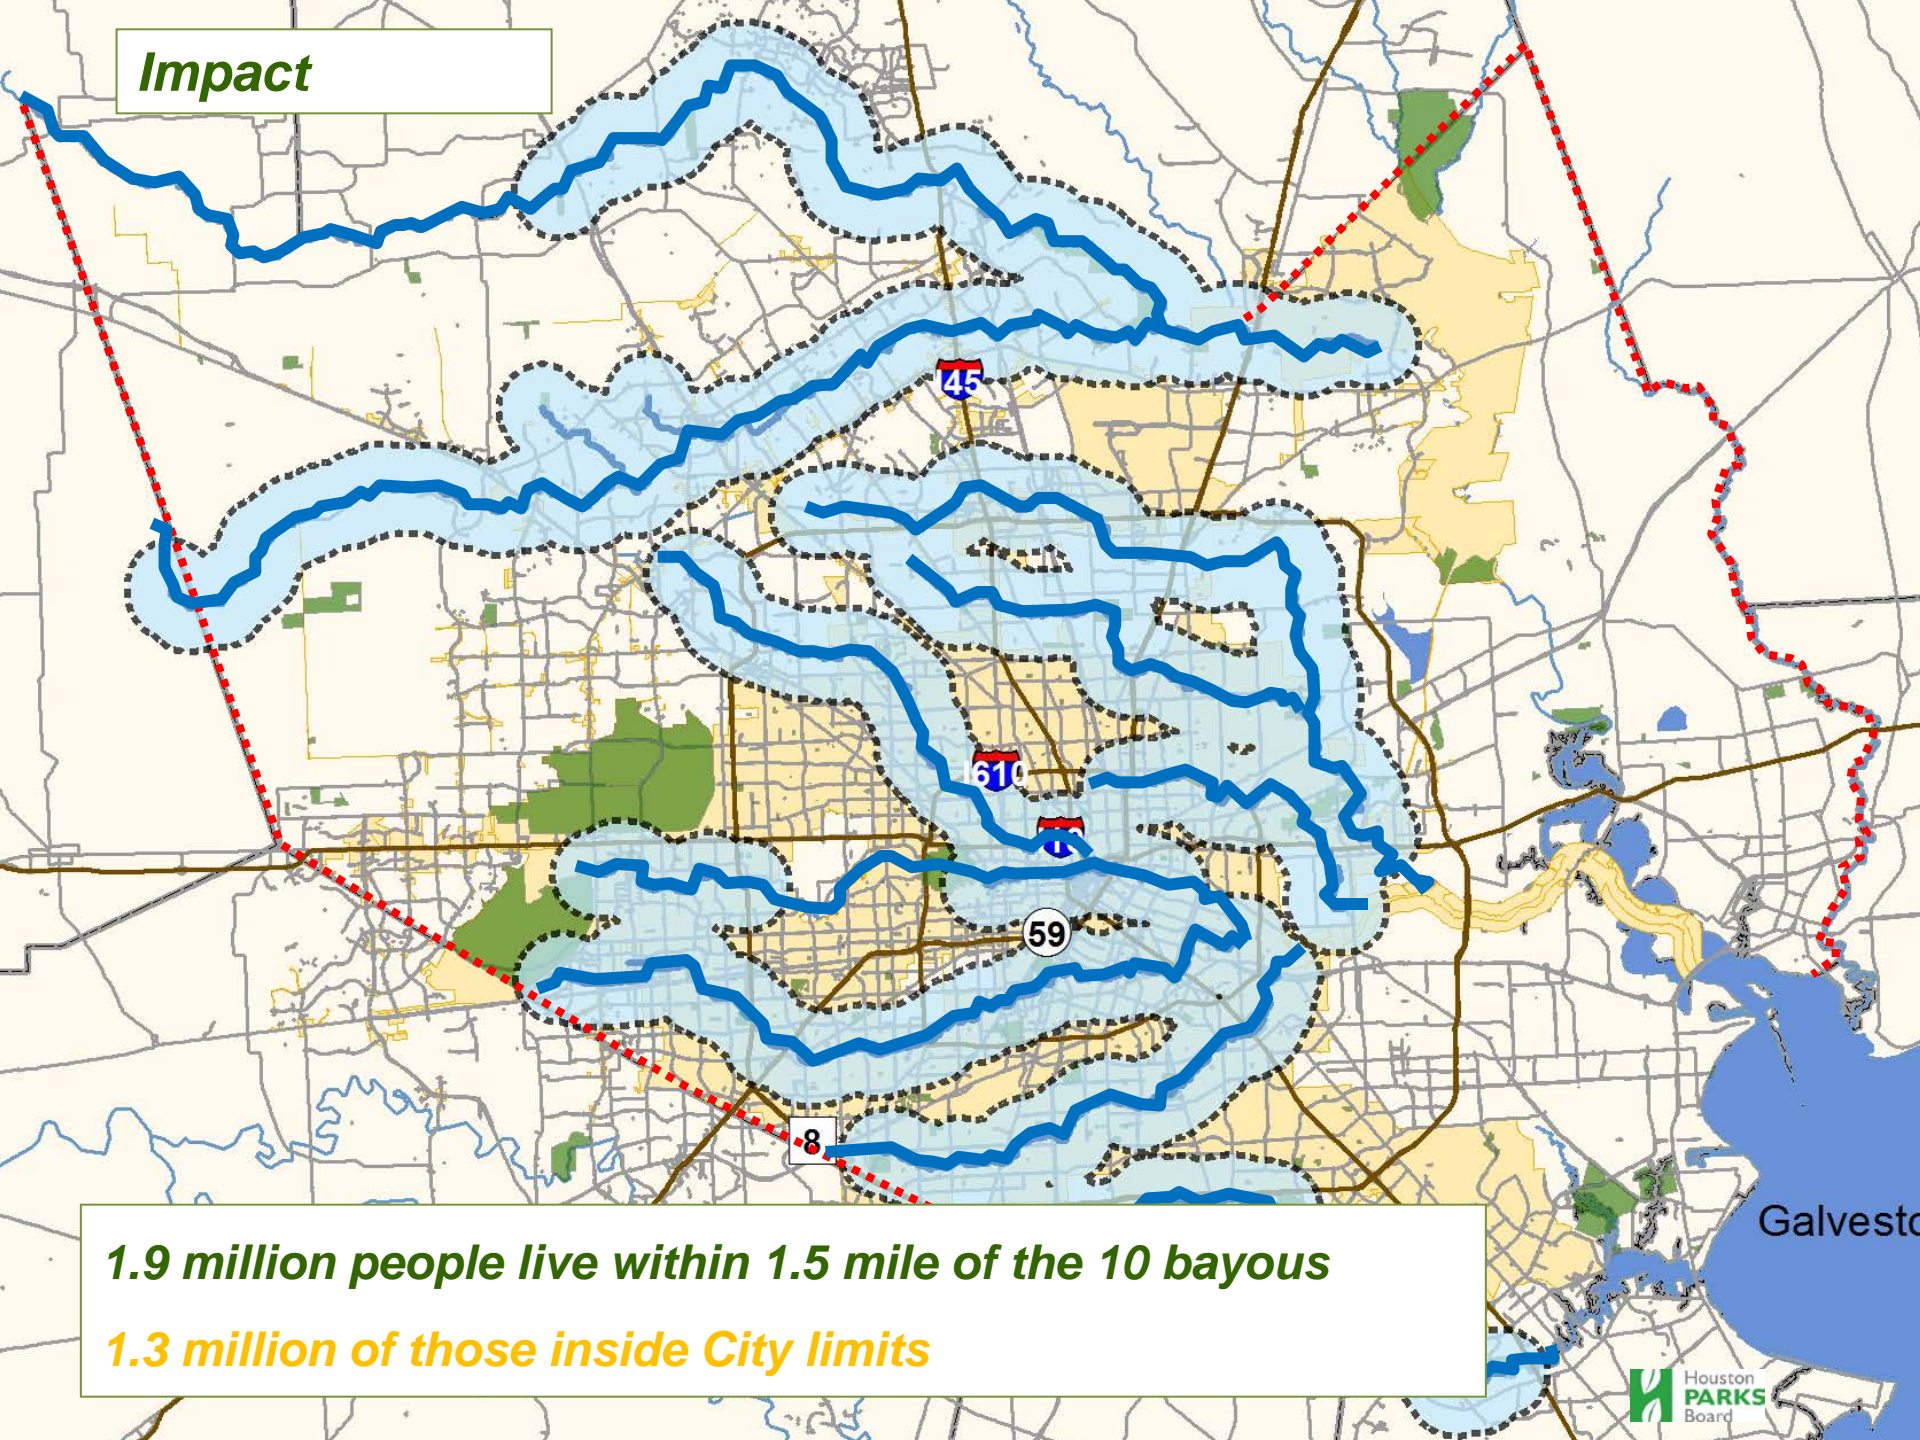 Impact
45
610
59
8
Galvesto
1.9 million people live within 1.5 mile of the 10 bayous
1.3 million of those inside City limits
Houston
PARKS
Board